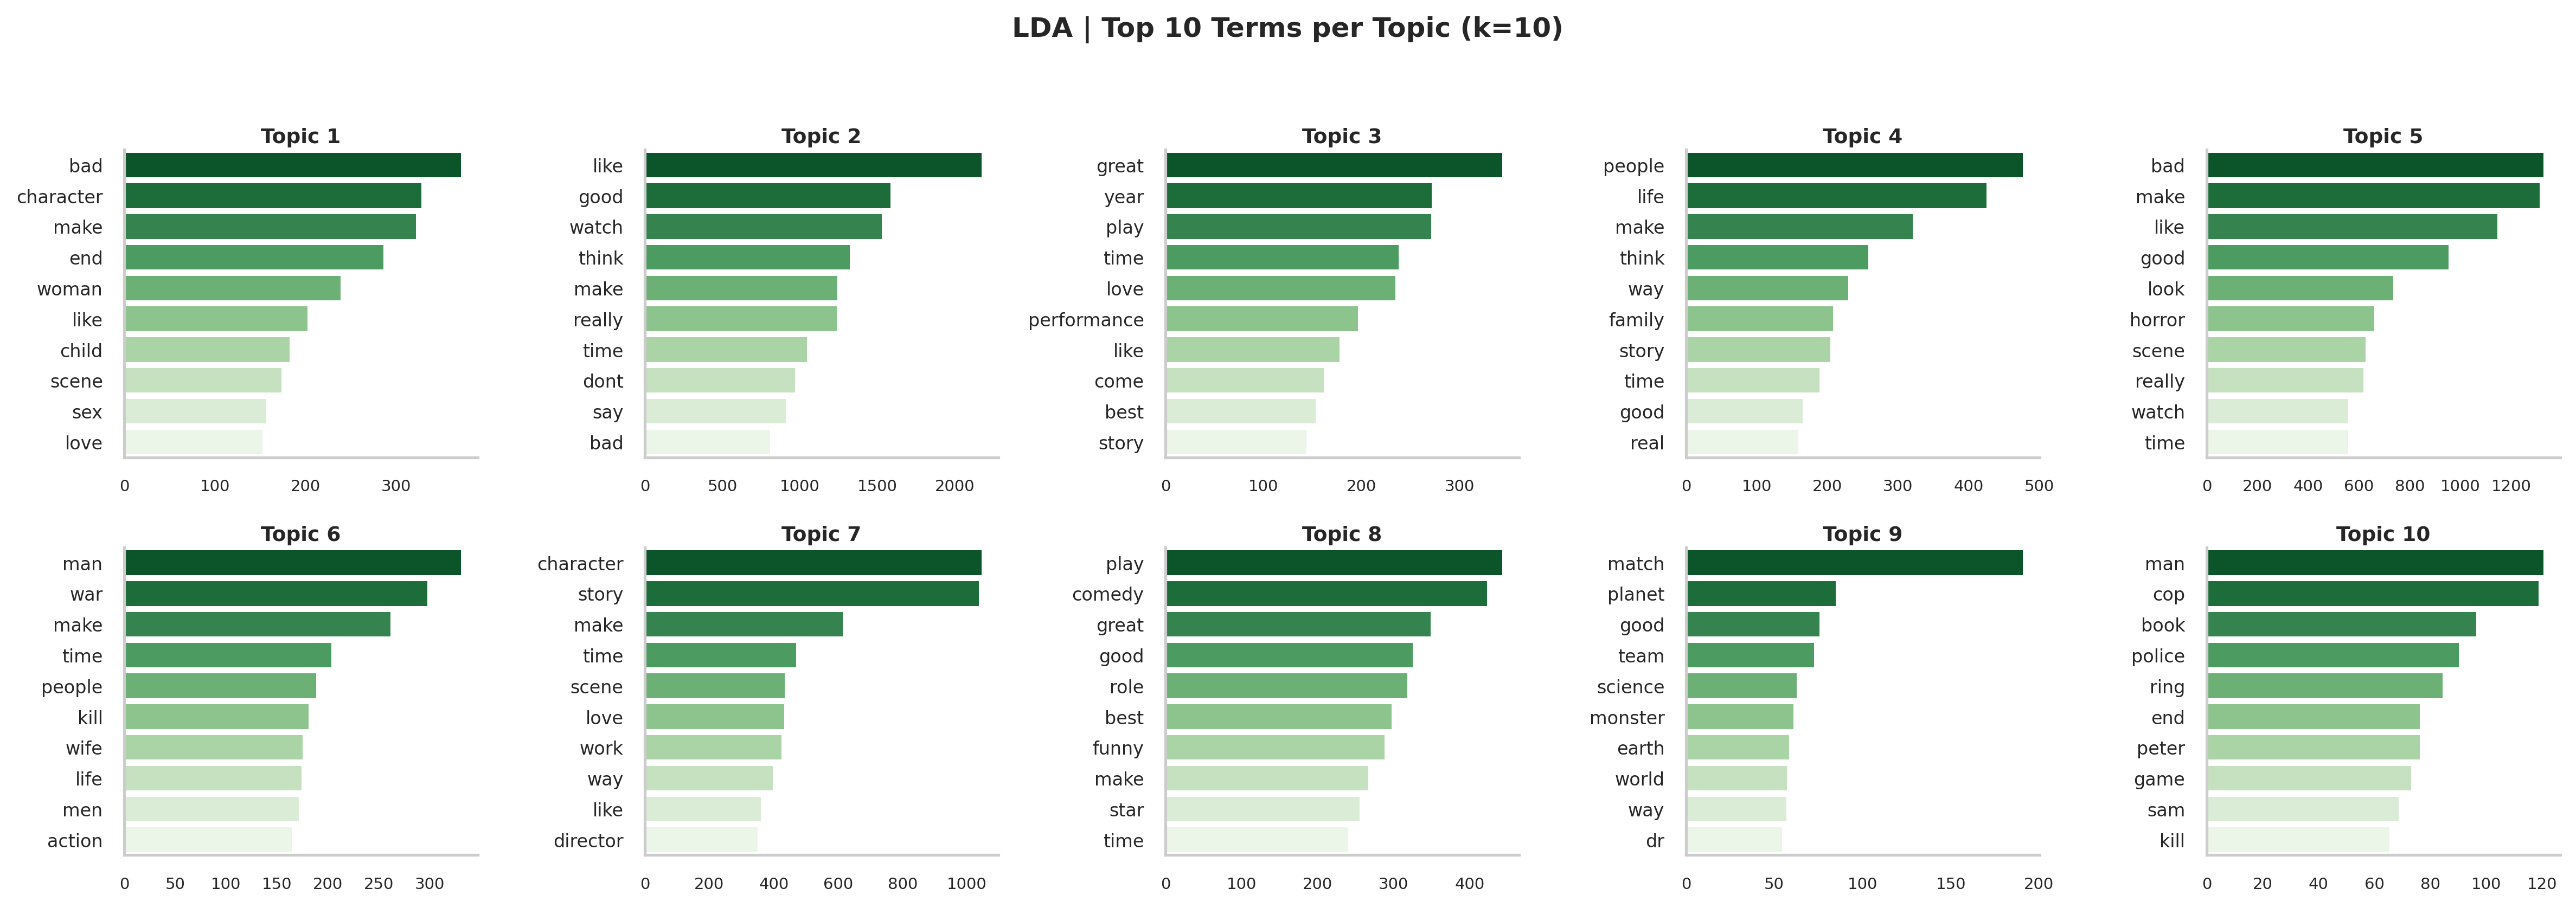 LDA | Top 10 Terms per Topic (k=10)
Topic 1
bad
character
make
end
woman
like
child
scene
sex
love
0 100 200 300
Topic 2
like
good
watch
think
make
really
time
dont
say
bad
0 500 1000 1500 2000
Topic 3
great
year
play
time
love
performance
like
come
best
story
0 100 200 300
Topic 4
people
life
make
think
way
family
story
time
good
real
0 100 200 300 400 500
Topic 5
bad
make
like
good
look
horror
scene
really
watch
time
0 200 400 600 800 1000 1200
Topic 6
man
war
make
time
people
kill
wife
life
men
action
0 50 100 150 200 250 300
Topic 7
character
story
make
time
scene
love
work
way
like
director
0 200 400 600 800 1000
Topic 8
play
comedy
great
good
role
best
funny
make
star
time
0 100 200 300 400
Topic 9
match
planet
good
team
science
monster
earth
world
way
dr
0 50 100 150 200
Topic 10
man
cop
book
police
ring
end
peter
game
sam
kill
0 20 40 60 80 100 120